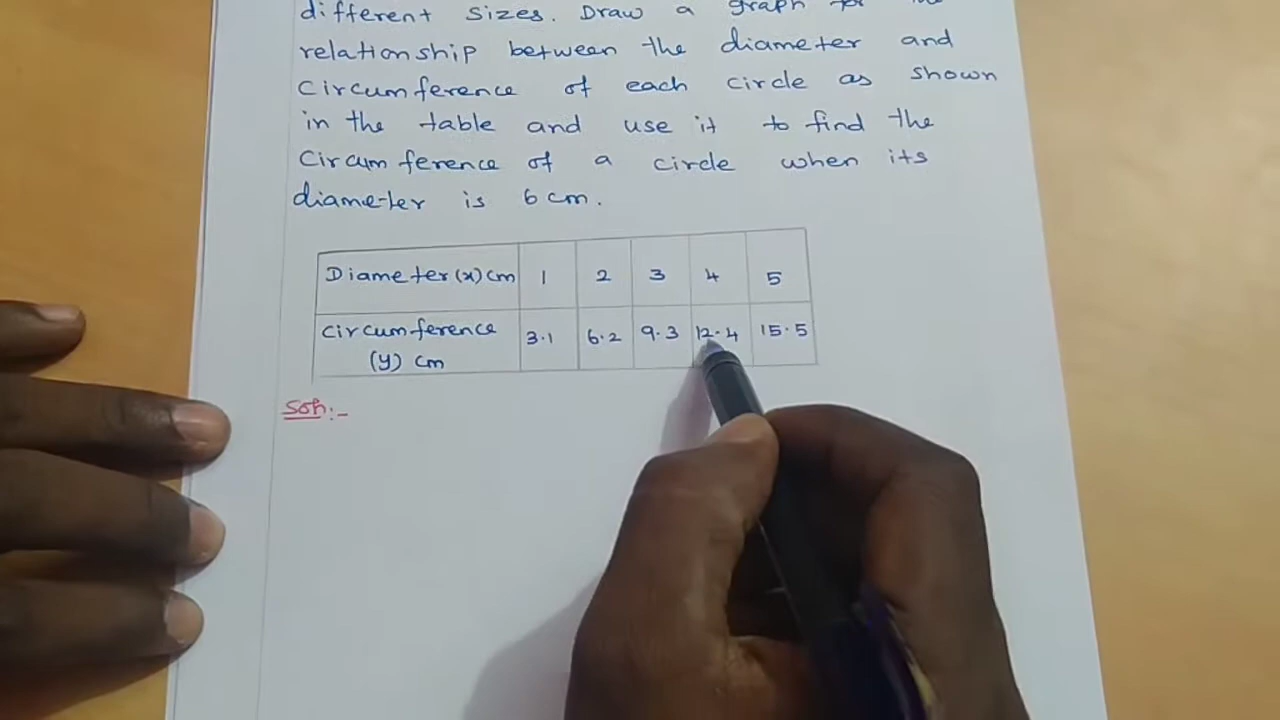 different sizes. Draw a graph
relationship between the diameter and
circumference of each circle as shown
in the table and use it to find the
circumference of a circle when its
diameter is 6 cm.
Diameter (x) cm 1 2 3 4 5
circumference (y) cm 3.1 6.2 9.3 12.4 15.5
Soln:-